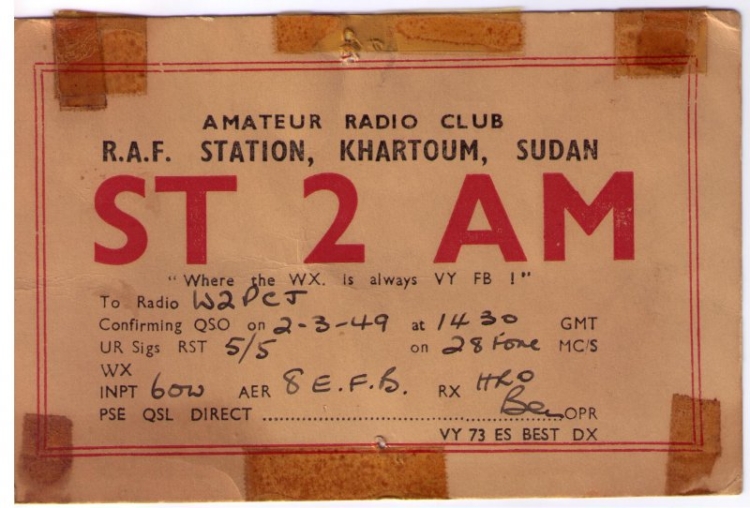 AMATEUR RADIO CLUB
R.A.F. STATION, KHARTOUM, SUDAN
ST 2 AM
"Where the WX. is always VY FB !"
To Radio W2PCJ
Confirming QSO on 2-3-49 at 1430 GMT
UR Sigs RST 5/5 on 28 Fone MC/S
WX
INPT 60W AER 8 E.F.B. RX HRO
PSE QSL DIRECT .......................................... Ben OPR
VY 73 ES BEST DX